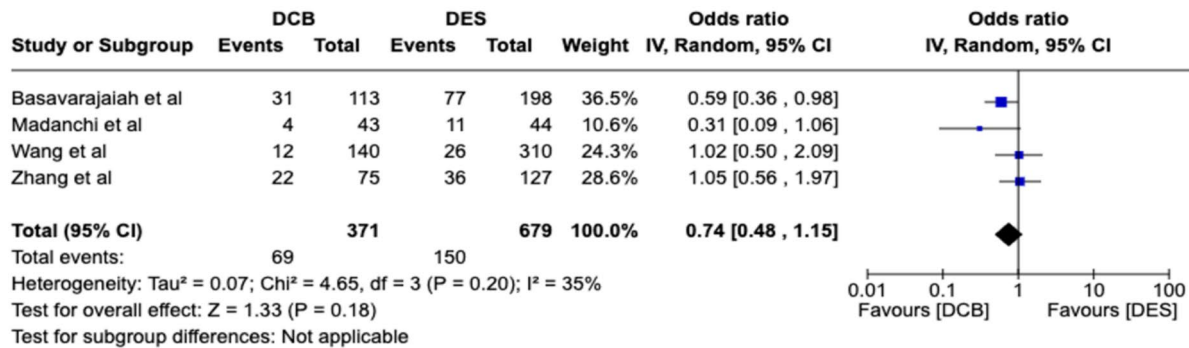 DCB DES Odds ratio Odds ratio
Study or Subgroup Events Total Events Total Weight IV, Random, 95% CI IV, Random, 95% CI
Basavarajaiah et al 31 113 77 198 36.5% 0.59 [0.36 , 0.98]
Madanchi et al 4 43 11 44 10.6% 0.31 [0.09 , 1.06]
Wang et al 12 140 26 310 24.3% 1.02 [0.50 , 2.09]
Zhang et al 22 75 36 127 28.6% 1.05 [0.56 , 1.97]
Total (95% CI) 371 679 100.0% 0.74 [0.48 , 1.15]
Total events: 69 150
Heterogeneity: Tau² = 0.07; Chi² = 4.65, df = 3 (P = 0.20); I² = 35%
0.01 0.1 1 10 100
Test for overall effect: Z = 1.33 (P = 0.18)
Favours [DCB] Favours [DES]
Test for subgroup differences: Not applicable